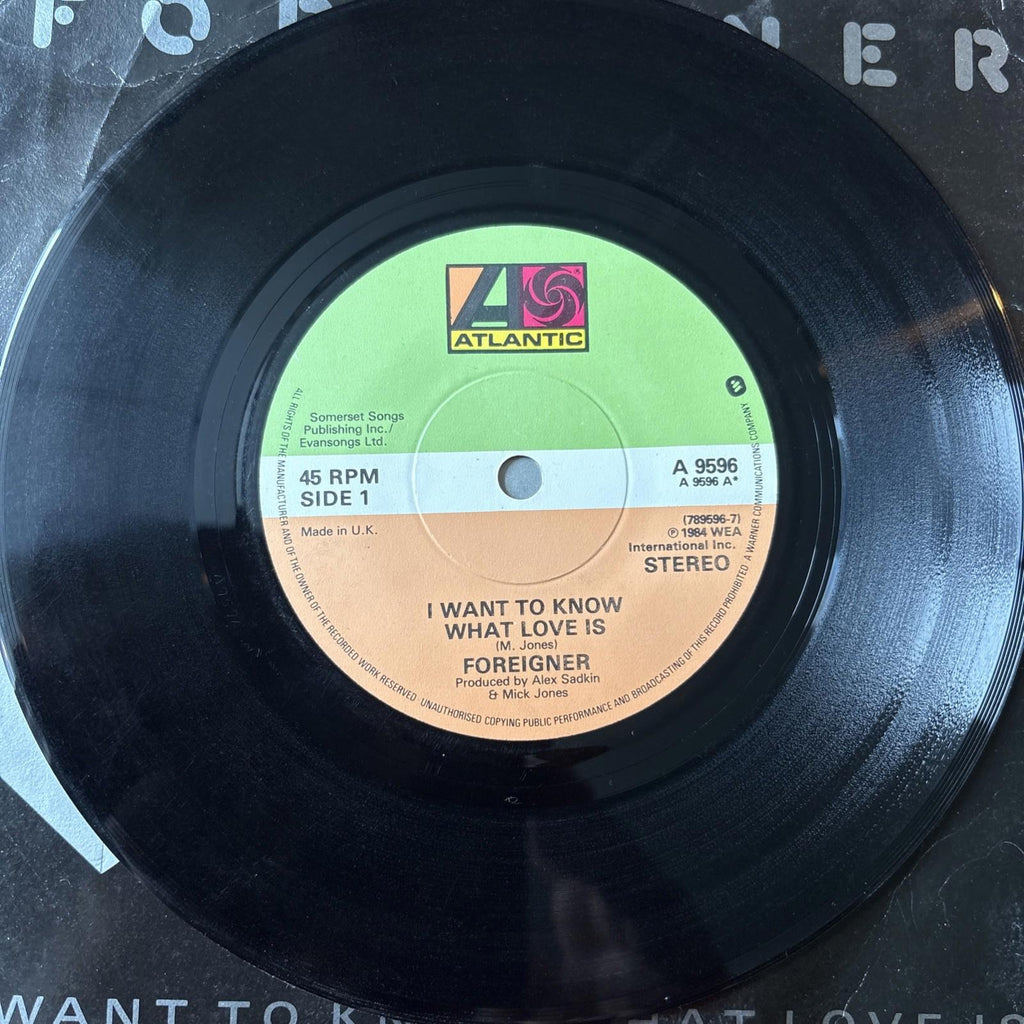 FOR NER
ATLANTIC
Somerset Songs
Publishing Inc./
Evansongs Ltd.
45 RPM
SIDE 1
A 9596
A 9596 A*
Made in U.K.
(789596-7)
℗ 1984 WEA
International Inc.
STEREO
I WANT TO KNOW
WHAT LOVE IS
(M. Jones)
FOREIGNER
Produced by Alex Sadkin
& Mick Jones
ALL RIGHTS OF THE MANUFACTURER AND OF THE OWNER OF THE RECORDED WORK RESERVED. UNAUTHORISED COPYING PUBLIC PERFORMANCE AND BROADCASTING OF THIS RECORD PROHIBITED. A WARNER COMMUNICATIONS COMPANY
WANT TO KN HAT LOVE IS